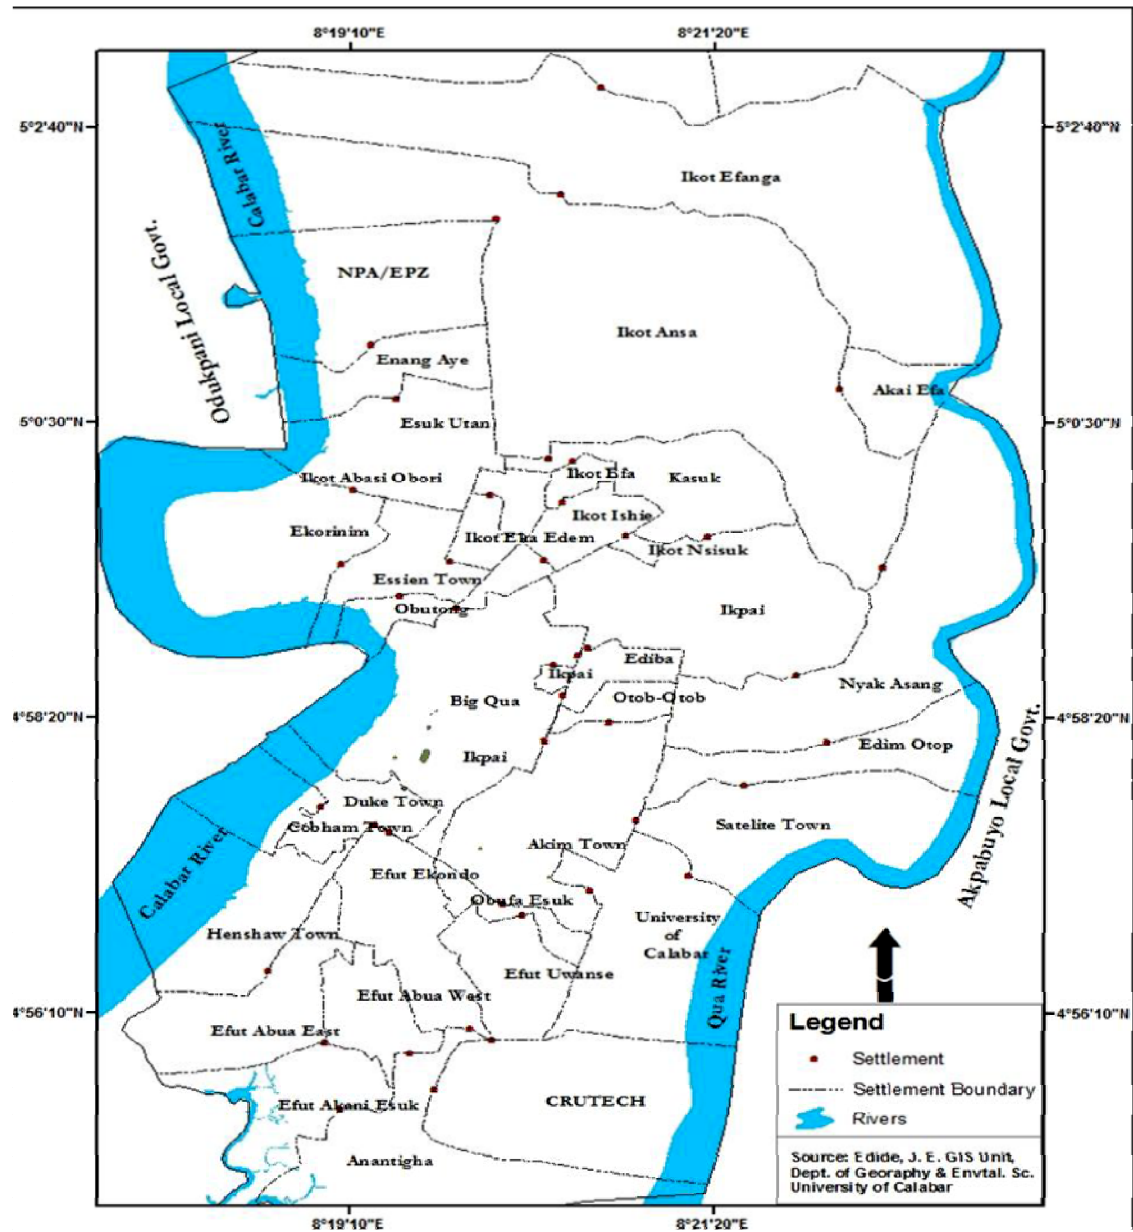 8°19'10"E
8°21'20"E
5°2'40"N
5°2'40"N
Calabar River
Ikot Efanga
Odukpani Local Govt.
NPA/EPZ
Ikot Ansa
Enang Aye
Akai Efa
5°0'30"N
5°0'30"N
Esuk Utan
Ikot Abasi Obori
Ikot Efa
Kasuk
Ikot Ishie
Ekorinim
Ikot Eka Edem
Ikot Nsisuk
Essien Town
Obutong
Ikpai
Ediba
Ikpai
Nyak Asang
Big Qua
Otob-Otob
4°58'20"N
4°58'20"N
Edim Otop
Ikpai
Akpabuyo Local Govt.
Duke Town
Cobham Town
Satelite Town
Akim Town
Calabat River
Efut Ekondo
Obufa Esuk
University
of
Calabar
Henshaw Town
Efut Uwanse
Qua River
Efut Abua West
4°56'10"N
4°56'10"N
Efut Abua East
Efut Akani Esuk
CRUTECH
Anantigha
Legend
Settlement
Settlement Boundary
Rivers
Source: Edide, J. E. GIS Unit,
Dept. of Georaphy & Envtal. Sc.
University of Calabar
8°19'10"E
8°21'20"E